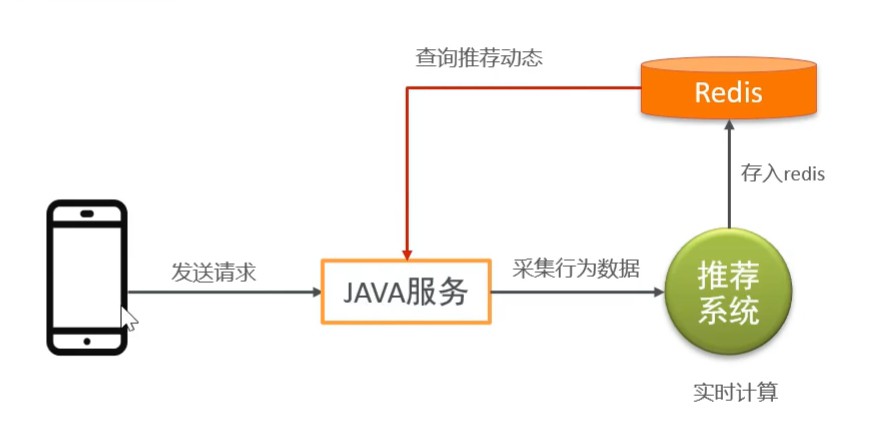 查询推荐动态
Redis
存入redis
发送请求
JAVA服务
采集行为数据
推荐
系统
实时计算